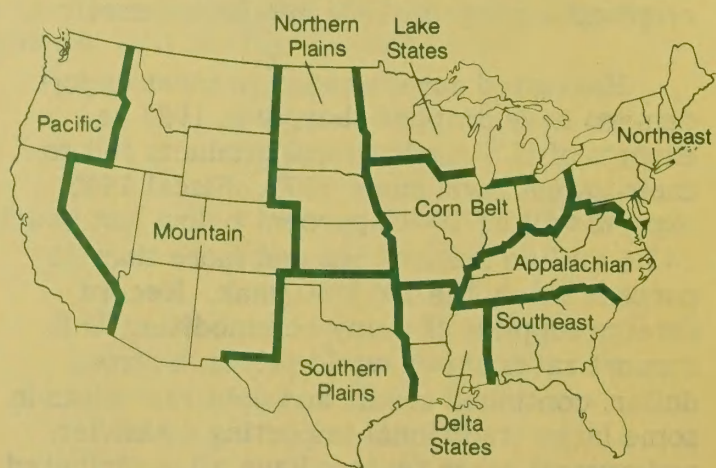 Northern
Plains
Lake
States
Pacific
Northeast
Mountain
Corn Belt
Appalachian
Southeast
Southern
Plains
Delta
States